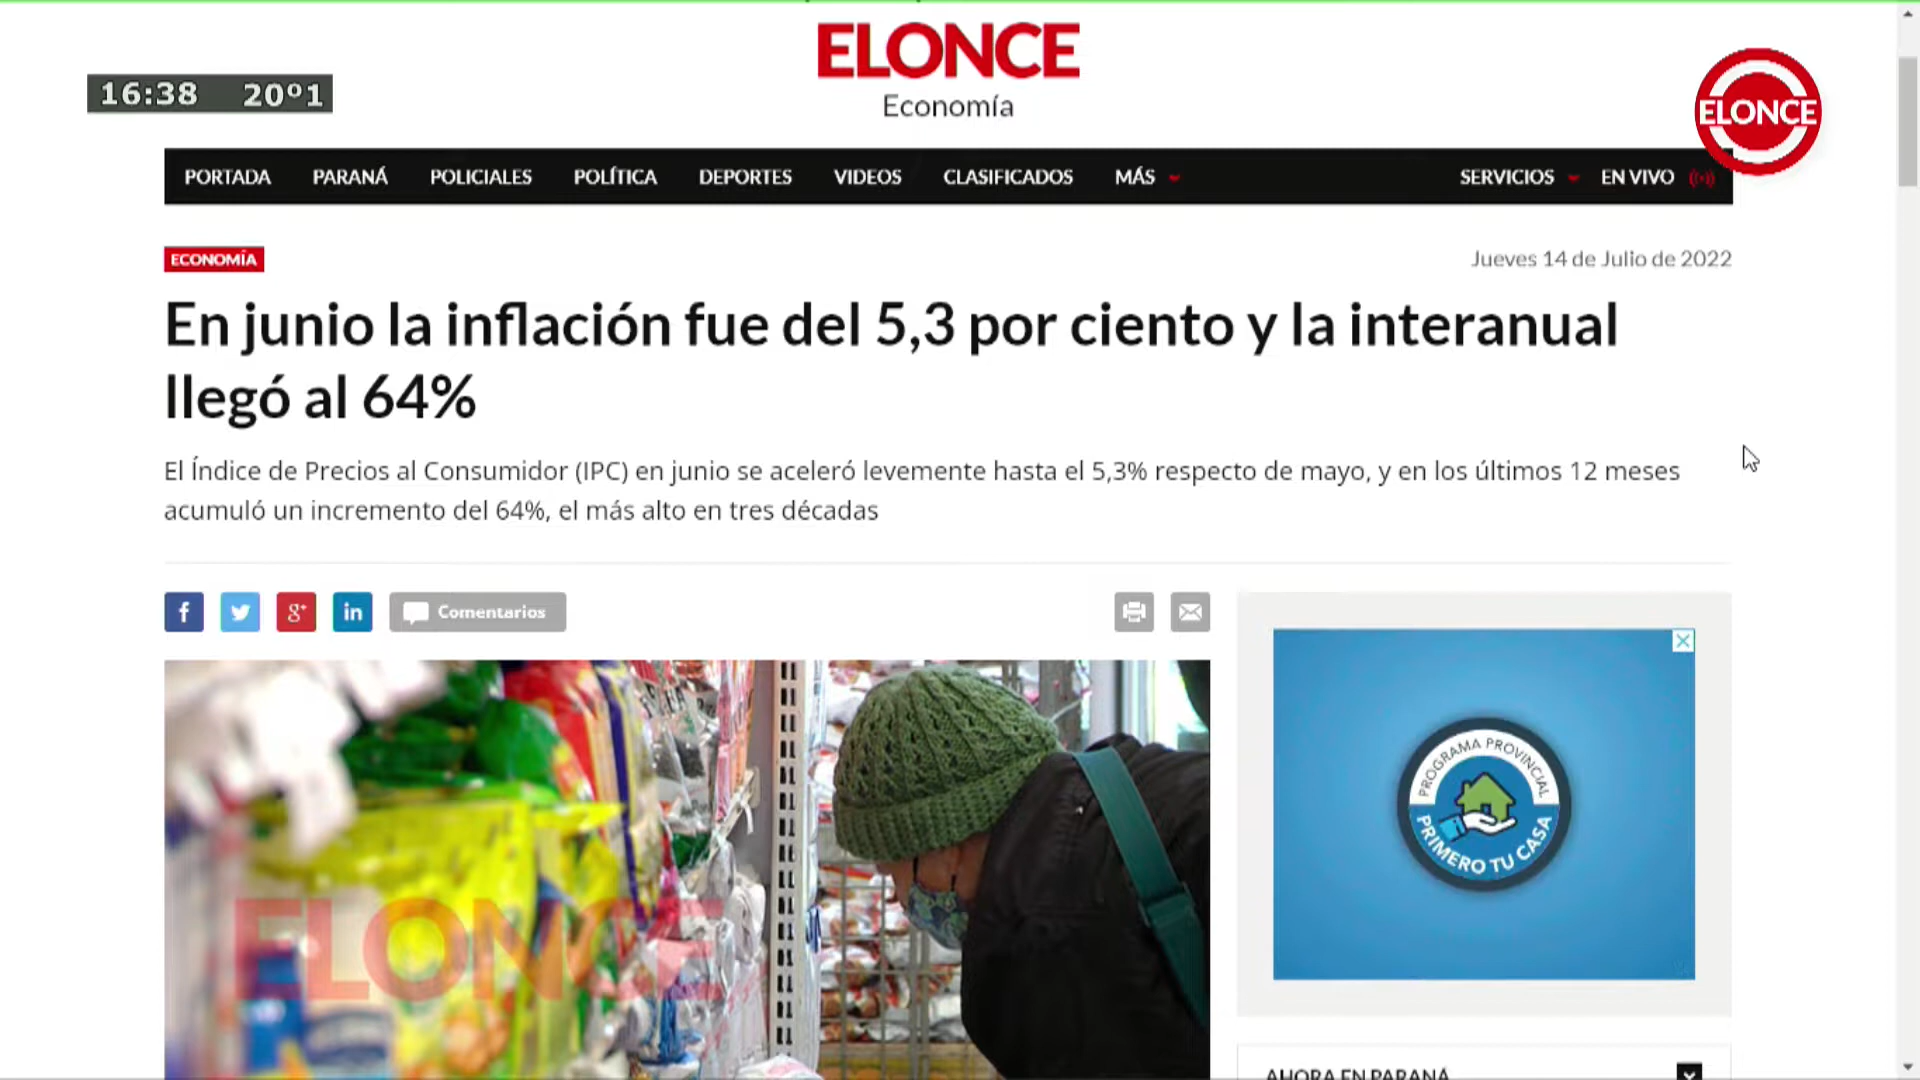 ELONCE
Economía
16:38 20º1
ELONCE
PORTADA PARANÁ POLICIALES POLÍTICA DEPORTES VIDEOS CLASIFICADOS MÁS SERVICIOS EN VIVO
ECONOMÍA
Jueves 14 de Julio de 2022
En junio la inflación fue del 5,3 por ciento y la interanual
llegó al 64%
El Índice de Precios al Consumidor (IPC) en junio se aceleró levemente hasta el 5,3% respecto de mayo, y en los últimos 12 meses
acumuló un incremento del 64%, el más alto en tres décadas
f g+ in Comentarios
ELONCE
PROGRAMA PROVINCIAL
PRIMERO TU CASA
AHORA EN PARANÁ